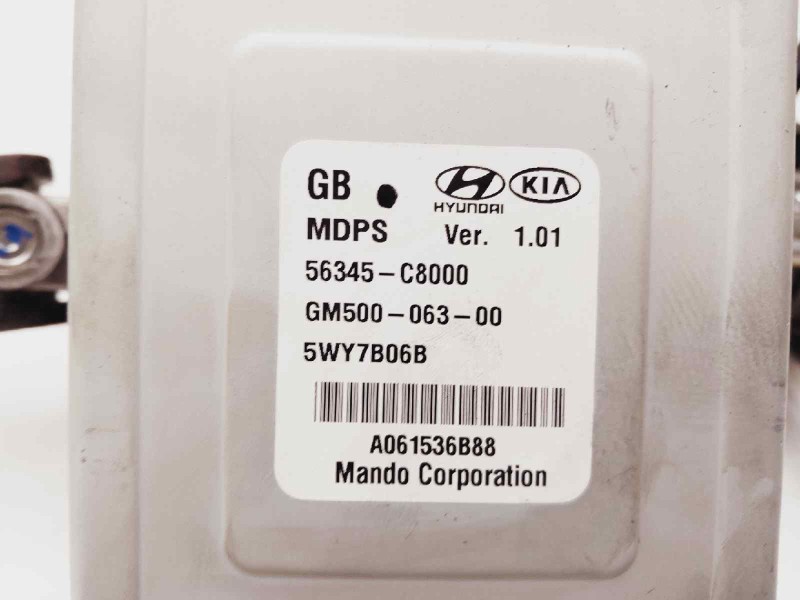 GB
HYUNDAI
KIA
MDPS Ver. 1.01
56345-C8000
GM500-063-00
5WY7B06B
A061536B88
Mando Corporation